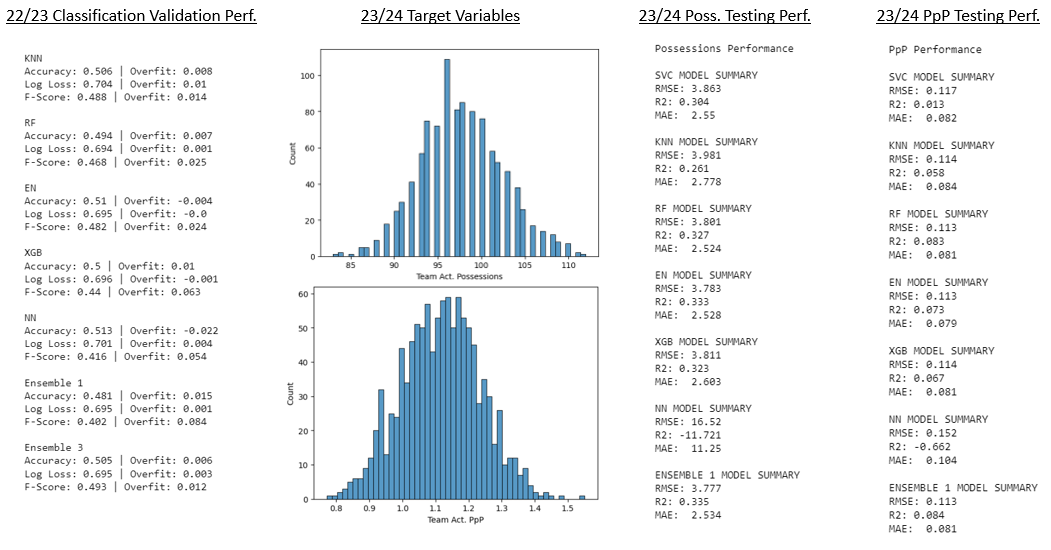 22/23 Classification Validation Perf.
KNN
Accuracy: 0.506 | Overfit: 0.008
Log Loss: 0.704 | Overfit: 0.01
F-Score: 0.488 | Overfit: 0.014
RF
Accuracy: 0.494 | Overfit: 0.007
Log Loss: 0.694 | Overfit: 0.001
F-Score: 0.468 | Overfit: 0.025
EN
Accuracy: 0.51 | Overfit: -0.004
Log Loss: 0.695 | Overfit: -0.0
F-Score: 0.482 | Overfit: 0.024
XGB
Accuracy: 0.5 | Overfit: 0.01
Log Loss: 0.696 | Overfit: -0.001
F-Score: 0.44 | Overfit: 0.063
NN
Accuracy: 0.513 | Overfit: -0.022
Log Loss: 0.701 | Overfit: 0.004
F-Score: 0.416 | Overfit: 0.054
Ensemble 1
Accuracy: 0.481 | Overfit: 0.015
Log Loss: 0.695 | Overfit: 0.001
F-Score: 0.402 | Overfit: 0.084
Ensemble 3
Accuracy: 0.505 | Overfit: 0.006
Log Loss: 0.695 | Overfit: 0.003
F-Score: 0.493 | Overfit: 0.012
23/24 Target Variables
Count
100
80
60
40
20
0
85 90 95 100 105 110
Team Act. Possessions
Count
60
50
40
30
20
10
0
0.8 0.9 1.0 1.1 1.2 1.3 1.4 1.5
Team Act. PpP
23/24 Poss. Testing Perf.
Possessions Performance
SVC MODEL SUMMARY
RMSE: 3.863
R2: 0.304
MAE: 2.55
KNN MODEL SUMMARY
RMSE: 3.981
R2: 0.261
MAE: 2.778
RF MODEL SUMMARY
RMSE: 3.801
R2: 0.327
MAE: 2.524
EN MODEL SUMMARY
RMSE: 3.783
R2: 0.333
MAE: 2.528
XGB MODEL SUMMARY
RMSE: 3.811
R2: 0.323
MAE: 2.603
NN MODEL SUMMARY
RMSE: 16.52
R2: -11.721
MAE: 11.25
ENSEMBLE 1 MODEL SUMMARY
RMSE: 3.777
R2: 0.335
MAE: 2.534
23/24 PpP Testing Perf.
PpP Performance
SVC MODEL SUMMARY
RMSE: 0.117
R2: 0.013
MAE: 0.082
KNN MODEL SUMMARY
RMSE: 0.114
R2: 0.058
MAE: 0.084
RF MODEL SUMMARY
RMSE: 0.113
R2: 0.083
MAE: 0.081
EN MODEL SUMMARY
RMSE: 0.113
R2: 0.073
MAE: 0.079
XGB MODEL SUMMARY
RMSE: 0.114
R2: 0.067
MAE: 0.081
NN MODEL SUMMARY
RMSE: 0.152
R2: -0.662
MAE: 0.104
ENSEMBLE 1 MODEL SUMMARY
RMSE: 0.113
R2: 0.084
MAE: 0.081